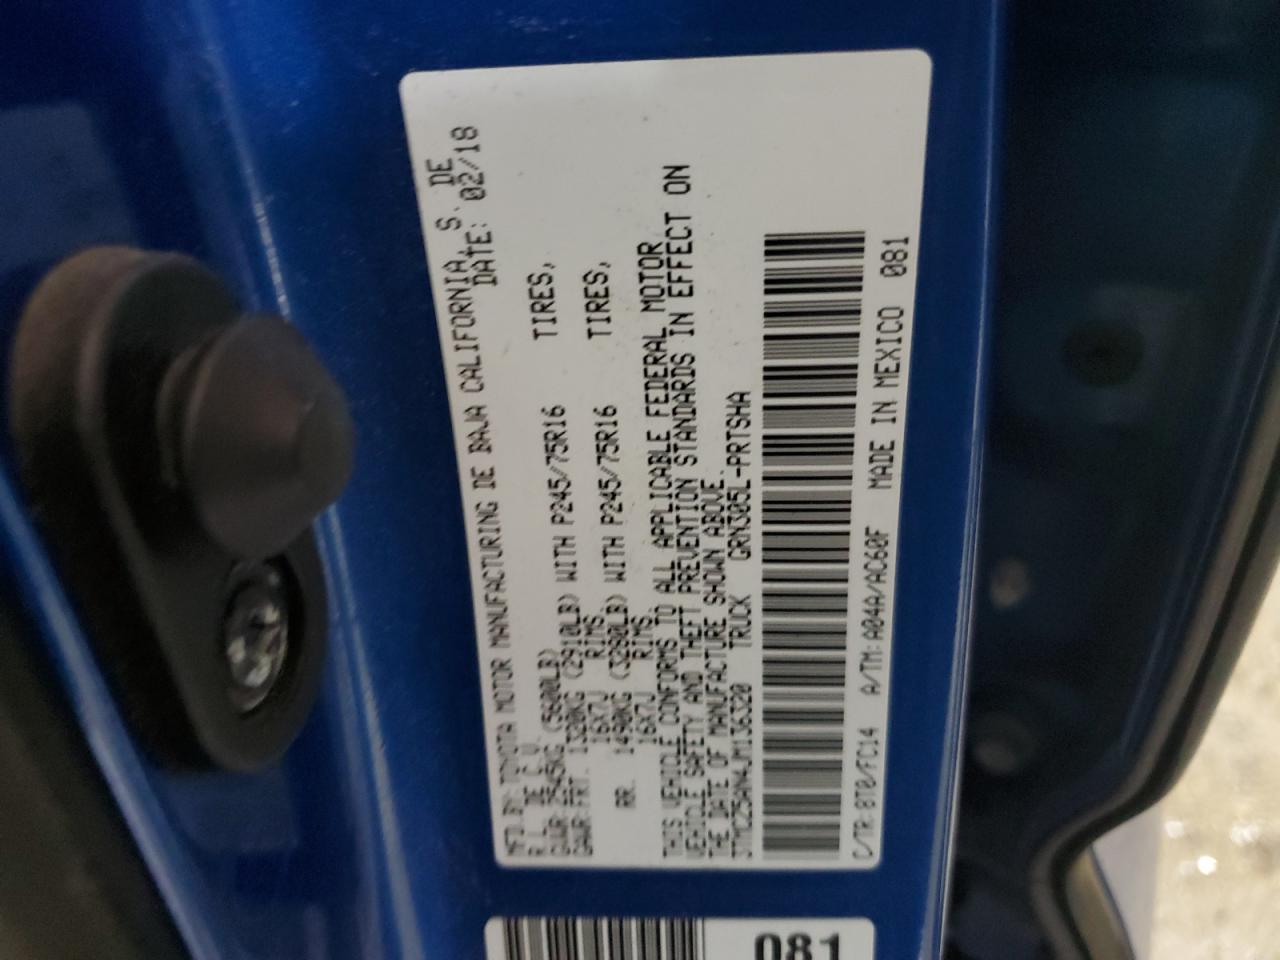 MFD.BY: TOYOTA MOTOR MANUFACTURING DE BAJA CALIFORNIA, S. DE
R.L. DE C.V. DATE: 02/18
GVWR:2545KG (5600LB)
GAWR:FRT. 1320KG (2910LB) WITH P245/75R16 TIRES,
16X7J RIMS.
RR. 1490KG (3280LB) WITH P245/75R16 TIRES,
16X7J RIMS.
THIS VEHICLE CONFORMS TO ALL APPLICABLE FEDERAL MOTOR
VEHICLE SAFETY AND THEFT PREVENTION STANDARDS IN EFFECT ON
THE DATE OF MANUFACTURE SHOWN ABOVE.
3TMCZ5AN4JM136320 TRUCK GRN305L-PRTSHA
C/TR:8T0/FC14 A/TM:A04A/AC60F MADE IN MEXICO 081
081